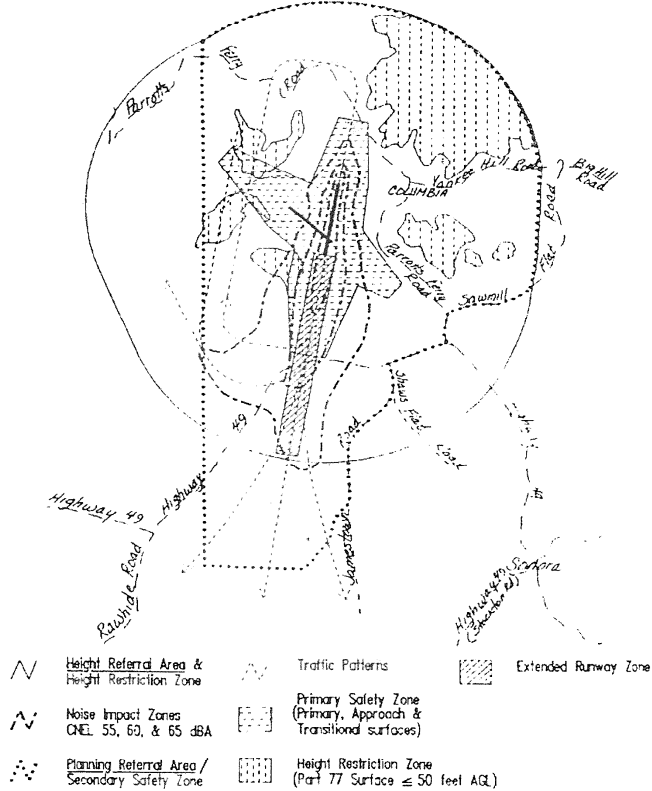 Ferry
Road
Parrotts
COLUMBIA
Yankee Hill Road
Big Hill
Road
Road
Flat
Parrotts Ferry
Road
Sawmill
Shaws Flat
Road
49
Road
Highway
Highway 49
Jamestown
Rawhide Road
49
Sonora
Highway 49
(Stockton Rd)
Height Referral Area &
Height Restriction Zone
Traffic Patterns
Extended Runway Zone
Noise Impact Zones
CNEL 55, 60, & 65 dBA
Primary Safety Zone
(Primary, Approach &
Transitional surfaces)
Planning Referral Area /
Secondary Safety Zone
Height Restriction Zone
(Part 77 Surface ≤ 50 feet AGL)